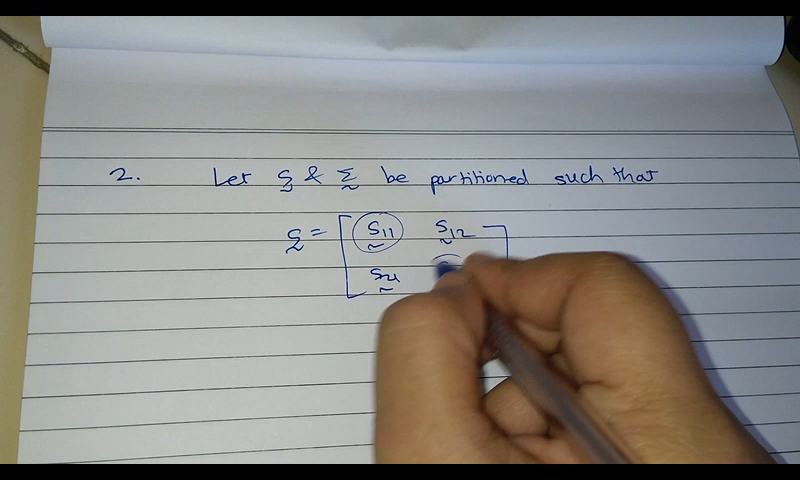 2. Let S & Σ be partitioned such that
S = [ S11 S12
S21